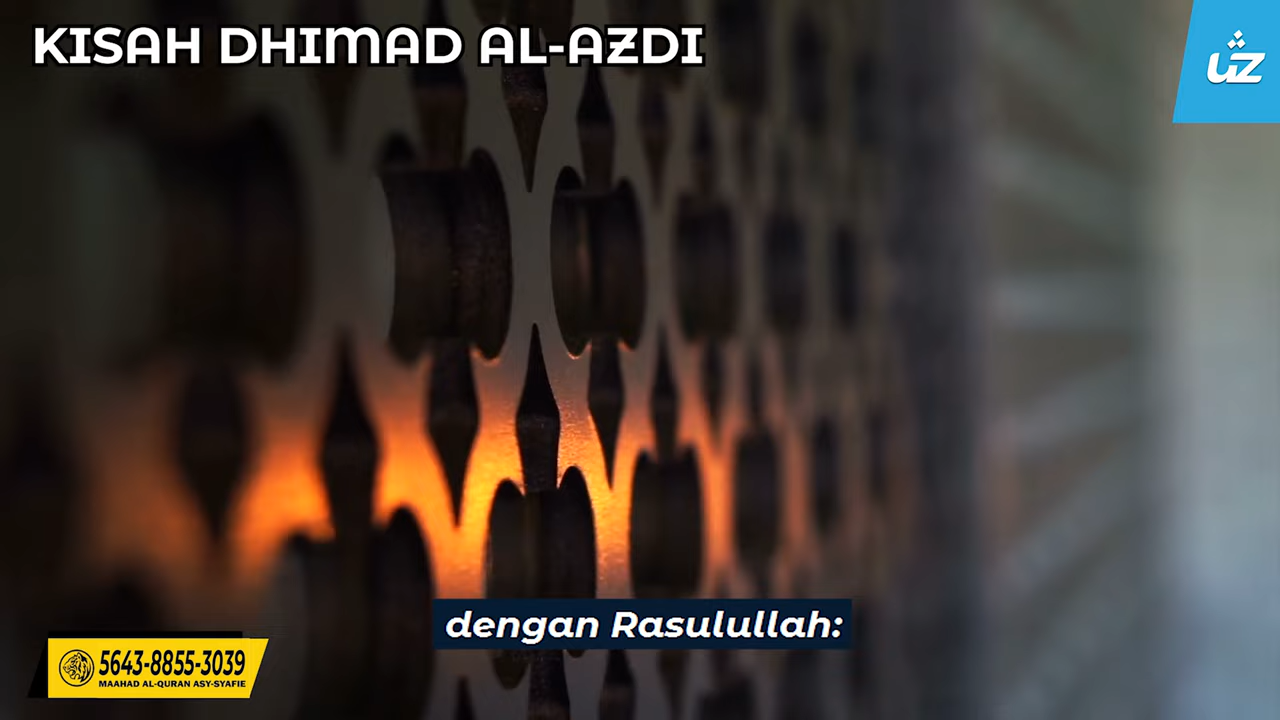 KISAH DHIMAD AL-AZDI
dengan Rasulullah:
5643-8855-3039
MAAHAD AL-QURAN ASY-SYAFIE